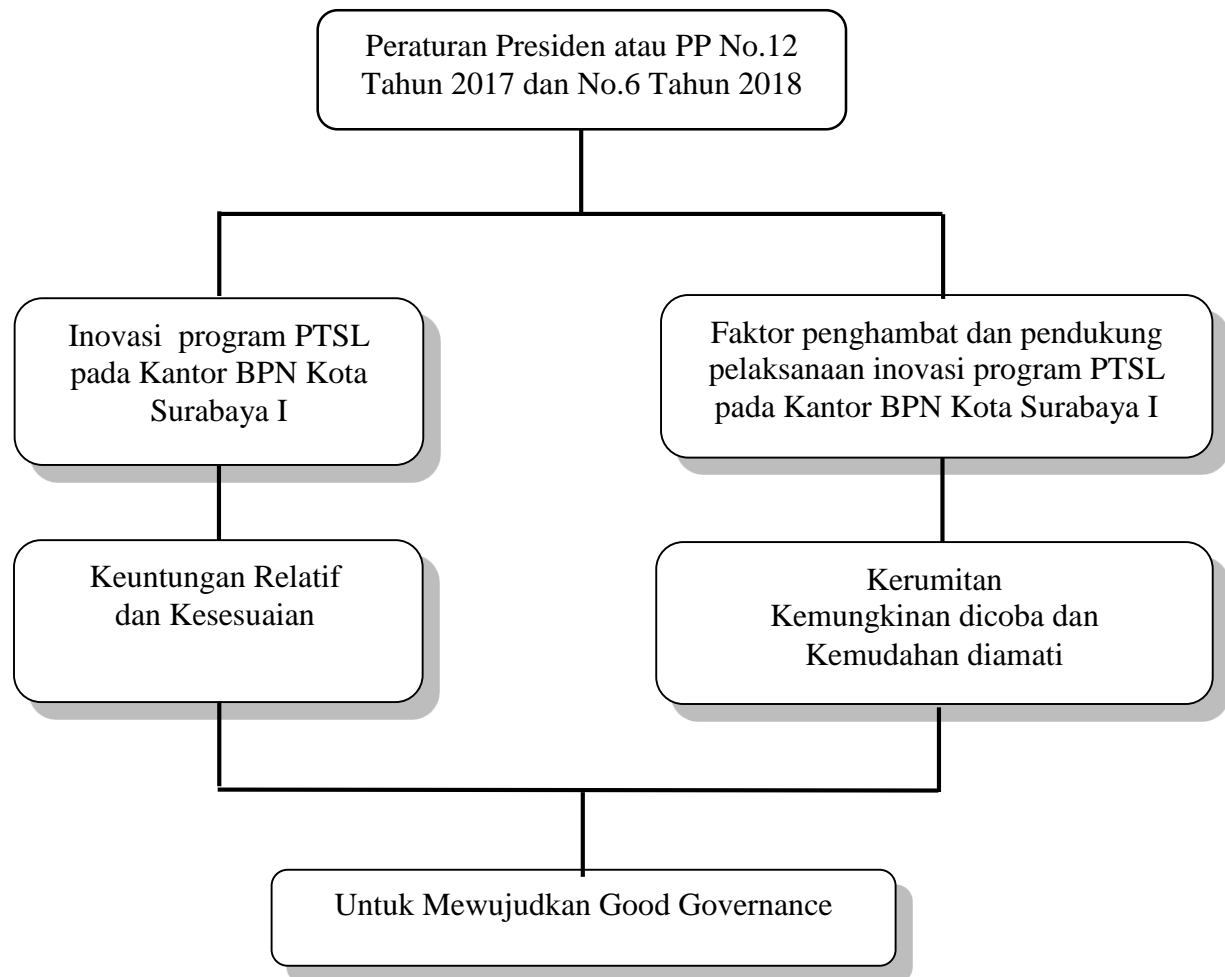 Peraturan Presiden atau PP No.12
Tahun 2017 dan No.6 Tahun 2018
Inovasi program PTSL
pada Kantor BPN Kota
Surabaya I
Faktor penghambat dan pendukung
pelaksanaan inovasi program PTSL
pada Kantor BPN Kota Surabaya I
Keuntungan Relatif
dan Kesesuaian
Kerumitan
Kemungkinan dicoba dan
Kemudahan diamati
Untuk Mewujudkan Good Governance